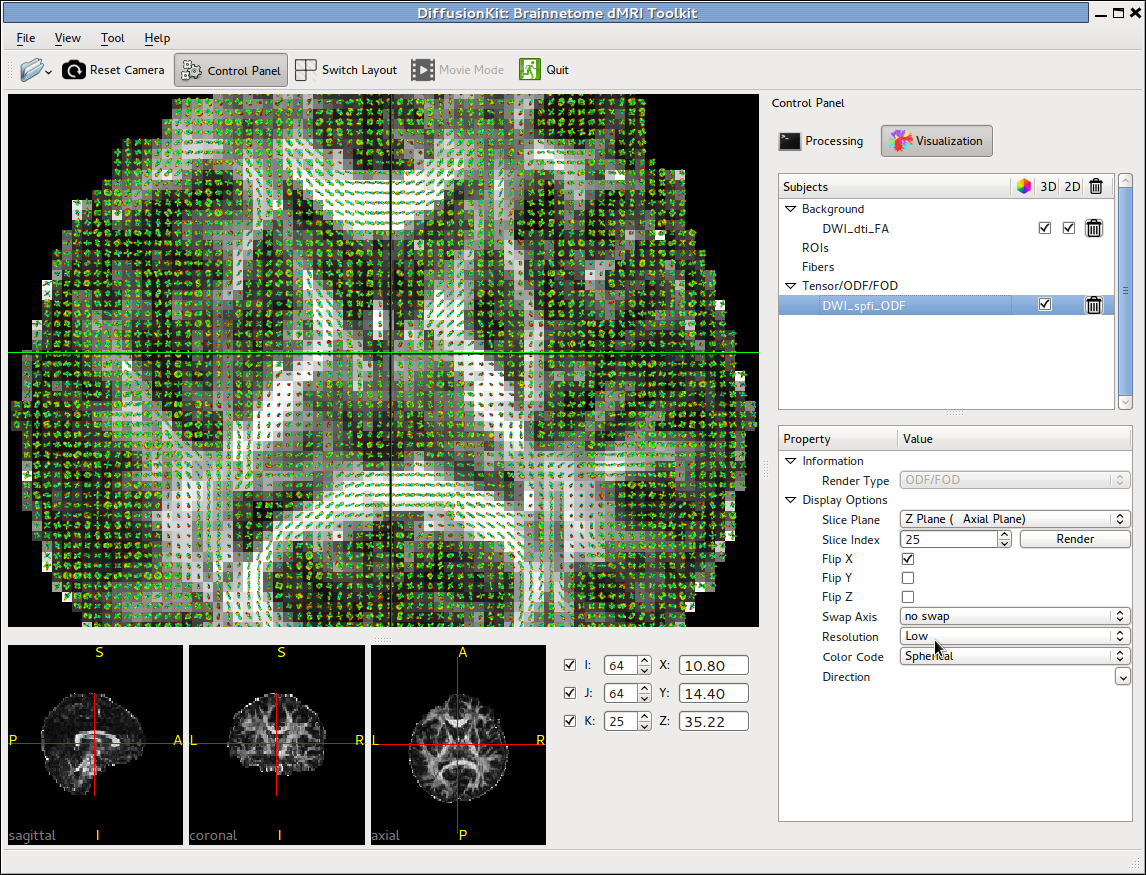 DiffusionKit: Brainnetome dMRI Toolkit
File View Tool Help
Reset Camera Control Panel Switch Layout Movie Mode Quit
Control Panel
Processing Visualization
Subjects 3D 2D
Background
DWI_dti_FA
ROIs
Fibers
Tensor/ODF/FOD
DWI_spfi_ODF
Property Value
Information
Render Type ODF/FOD
Display Options
Slice Plane Z Plane ( Axial Plane)
Slice Index 25 Render
Flip X
Flip Y
Flip Z
Swap Axis no swap
Resolution Low
Color Code Spherical
Direction
S
P A
I
sagittal
S
L R
I
coronal
A
L R
P
axial
I: 64 X: 10.80
J: 64 Y: 14.40
K: 25 Z: 35.22